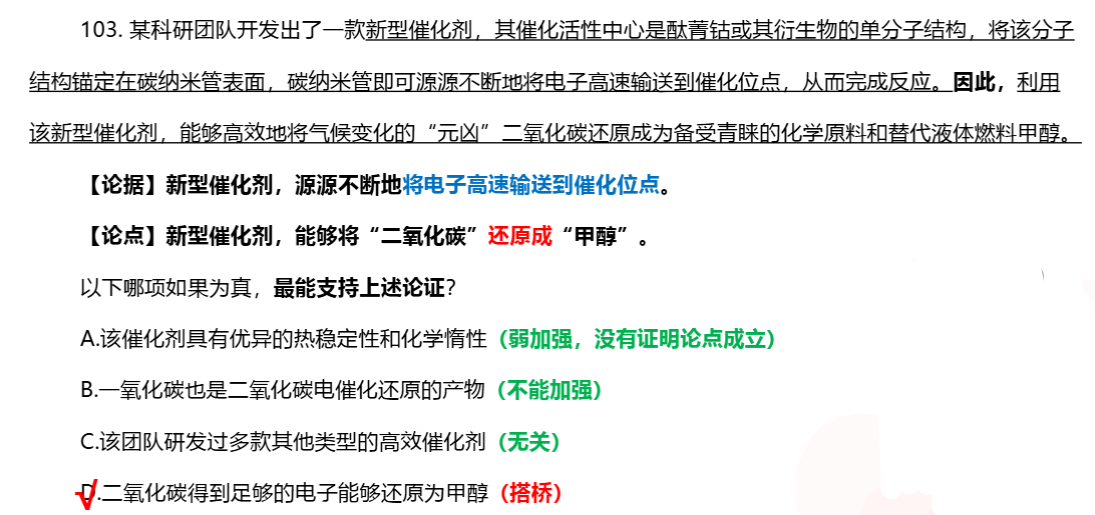 103. 某科研团队开发出了一款新型催化剂，其催化活性中心是酞菁钴或其衍生物的单分子结构，将该分子
结构锚定在碳纳米管表面，碳纳米管即可源源不断地将电子高速输送到催化位点，从而完成反应。因此，利用
该新型催化剂，能够高效地将气候变化的“元凶”二氧化碳还原成为备受青睐的化学原料和替代液体燃料甲醇。
【论据】新型催化剂，源源不断地将电子高速输送到催化位点。
【论点】新型催化剂，能够将“二氧化碳”还原成“甲醇”。
以下哪项如果为真，最能支持上述论证？
A.该催化剂具有优异的热稳定性和化学惰性（弱加强，没有证明论点成立）
B.一氧化碳也是二氧化碳电催化还原的产物（不能加强）
C.该团队研发过多款其他类型的高效催化剂（无关）
√D.二氧化碳得到足够的电子能够还原为甲醇（搭桥）